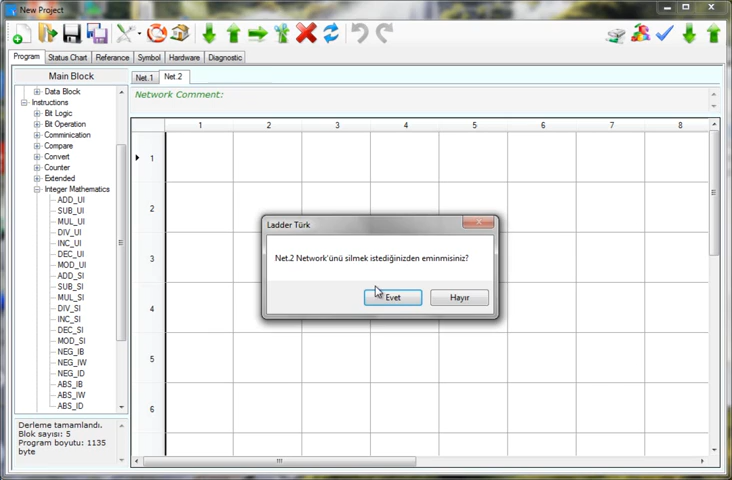 New Project
Program
Status Chart
Reference
Symbol
Hardware
Diagnostic
Main Block
Net.1
Net.2
Network Comment:
Data Block
Instructions
Bit Logic
Bit Operation
Comminication
Compare
Convert
Counter
Extended
Integer Mathematics
ADD_UI
SUB_UI
MUL_UI
DIV_UI
INC_UI
DEC_UI
MOD_UI
ADD_SI
SUB_SI
MUL_SI
DIV_SI
INC_SI
DEC_SI
MOD_SI
NEG_IB
NEG_IW
NEG_ID
ABS_IB
ABS_IW
ABS_ID
1 2 3 4 5 6 7 8
1
2
3
4
5
6
Ladder Türk
Net.2 Network'ünü silmek istediğinizden eminmisiniz?
Evet
Hayır
Derleme tamamlandı.
Blok sayısı: 5
Program boyutu: 1135
byte